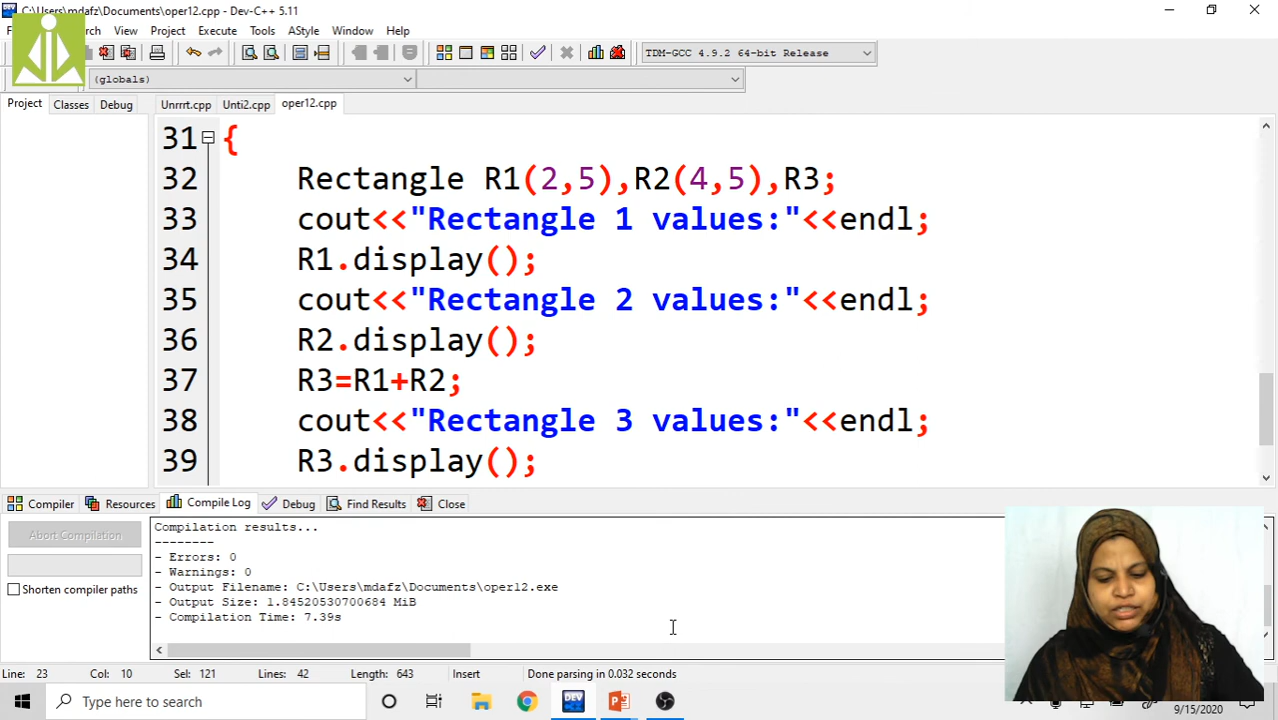 C:\Users\mdafz\Documents\oper12.cpp - Dev-C++ 5.11
View Project Execute Tools AStyle Window Help
TDM-GCC 4.9.2 64-bit Release
(globals)
Project Classes Debug Unrrrt.cpp Unti2.cpp oper12.cpp
31 {
32 Rectangle R1(2,5),R2(4,5),R3;
33 cout<<"Rectangle 1 values:"<<endl;
34 R1.display();
35 cout<<"Rectangle 2 values:"<<endl;
36 R2.display();
37 R3=R1+R2;
38 cout<<"Rectangle 3 values:"<<endl;
39 R3.display();
Compiler Resources Compile Log Debug Find Results Close
Abort Compilation
Shorten compiler paths
Compilation results...
--------
- Errors: 0
- Warnings: 0
- Output Filename: C:\Users\mdafz\Documents\oper12.exe
- Output Size: 1.84520530700684 MiB
- Compilation Time: 7.39s
Line: 23 Col: 10 Sel: 121 Lines: 42 Length: 643 Insert Done parsing in 0.032 seconds
Type here to search
DEV
9/15/2020